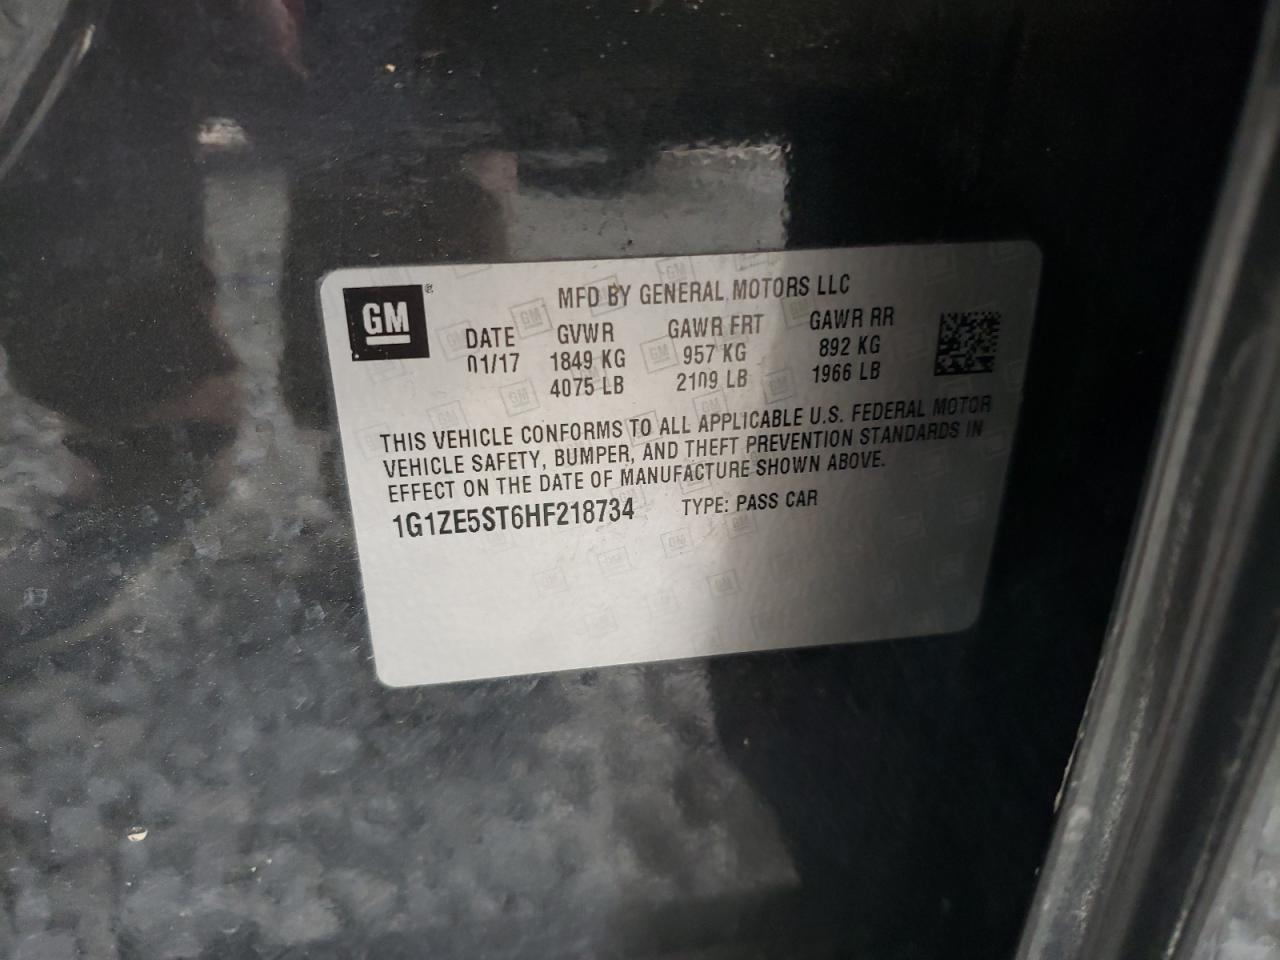 GM ®
MFD BY GENERAL MOTORS LLC
DATE GVWR GAWR FRT GAWR RR
01/17 1849 KG 957 KG 892 KG
4075 LB 2109 LB 1966 LB
THIS VEHICLE CONFORMS TO ALL APPLICABLE U.S. FEDERAL MOTOR
VEHICLE SAFETY, BUMPER, AND THEFT PREVENTION STANDARDS IN
EFFECT ON THE DATE OF MANUFACTURE SHOWN ABOVE.
1G1ZE5ST6HF218734 TYPE: PASS CAR